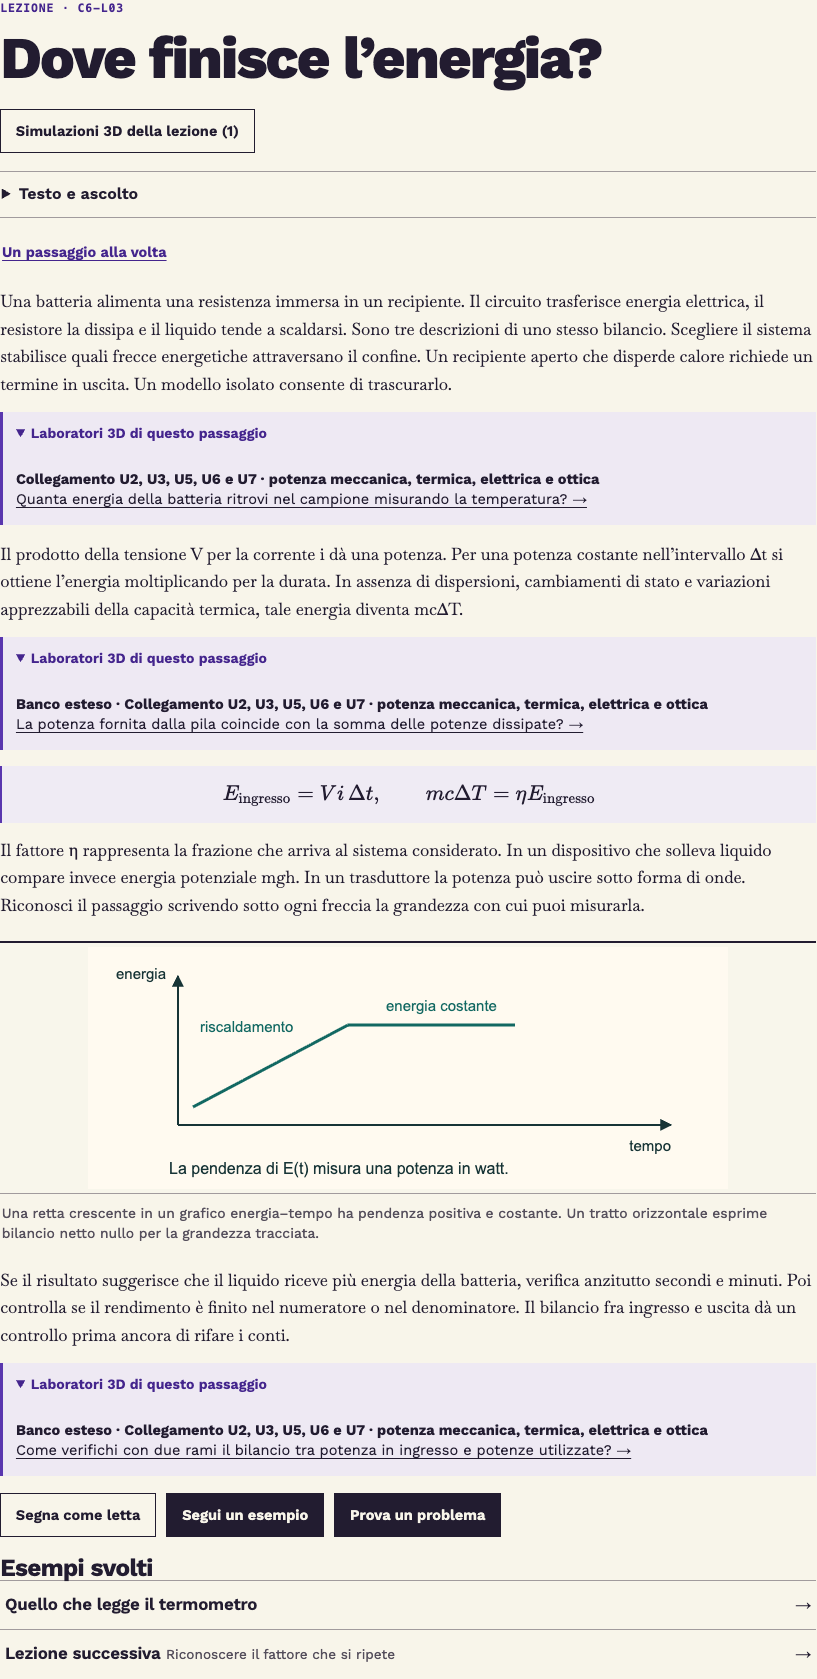 LEZIONE · C6–L03
Dove finisce l’energia?
Simulazioni 3D della lezione (1)
▶ Testo e ascolto
Un passaggio alla volta
Una batteria alimenta una resistenza immersa in un recipiente. Il circuito trasferisce energia elettrica, il
resistore la dissipa e il liquido tende a scaldarsi. Sono tre descrizioni di uno stesso bilancio. Scegliere il sistema
stabilisce quali frecce energetiche attraversano il confine. Un recipiente aperto che disperde calore richiede un
termine in uscita. Un modello isolato consente di trascurarlo.
▼ Laboratori 3D di questo passaggio
Collegamento U2, U3, U5, U6 e U7 · potenza meccanica, termica, elettrica e ottica
Quanta energia della batteria ritrovi nel campione misurando la temperatura? →
Il prodotto della tensione V per la corrente i dà una potenza. Per una potenza costante nell’intervallo Δt si
ottiene l’energia moltiplicando per la durata. In assenza di dispersioni, cambiamenti di stato e variazioni
apprezzabili della capacità termica, tale energia diventa mcΔT.
▼ Laboratori 3D di questo passaggio
Banco esteso · Collegamento U2, U3, U5, U6 e U7 · potenza meccanica, termica, elettrica e ottica
La potenza fornita dalla pila coincide con la somma delle potenze dissipate? →
E_ingresso = V i Δt,  mcΔT = ηE_ingresso
Il fattore η rappresenta la frazione che arriva al sistema considerato. In un dispositivo che solleva liquido
compare invece energia potenziale mgh. In un trasduttore la potenza può uscire sotto forma di onde.
Riconosci il passaggio scrivendo sotto ogni freccia la grandezza con cui puoi misurarla.
energia
energia costante
riscaldamento
tempo
La pendenza di E(t) misura una potenza in watt.
Una retta crescente in un grafico energia–tempo ha pendenza positiva e costante. Un tratto orizzontale esprime
bilancio netto nullo per la grandezza tracciata.
Se il risultato suggerisce che il liquido riceve più energia della batteria, verifica anzitutto secondi e minuti. Poi
controlla se il rendimento è finito nel numeratore o nel denominatore. Il bilancio fra ingresso e uscita dà un
controllo prima ancora di rifare i conti.
▼ Laboratori 3D di questo passaggio
Banco esteso · Collegamento U2, U3, U5, U6 e U7 · potenza meccanica, termica, elettrica e ottica
Come verifichi con due rami il bilancio tra potenza in ingresso e potenze utilizzate? →
Segna come letta
Segui un esempio
Prova un problema
Esempi svolti
Quello che legge il termometro →
Lezione successiva Riconoscere il fattore che si ripete →